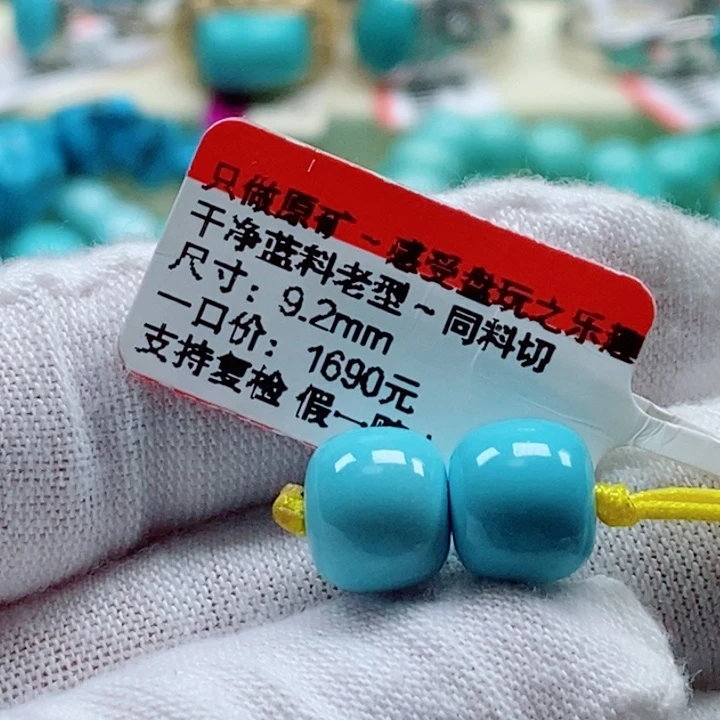 只做原矿~感受盘玩之乐趣
干净蓝料老型~同料切
尺寸：9.2mm
一口价：1690元
支持复检 假一